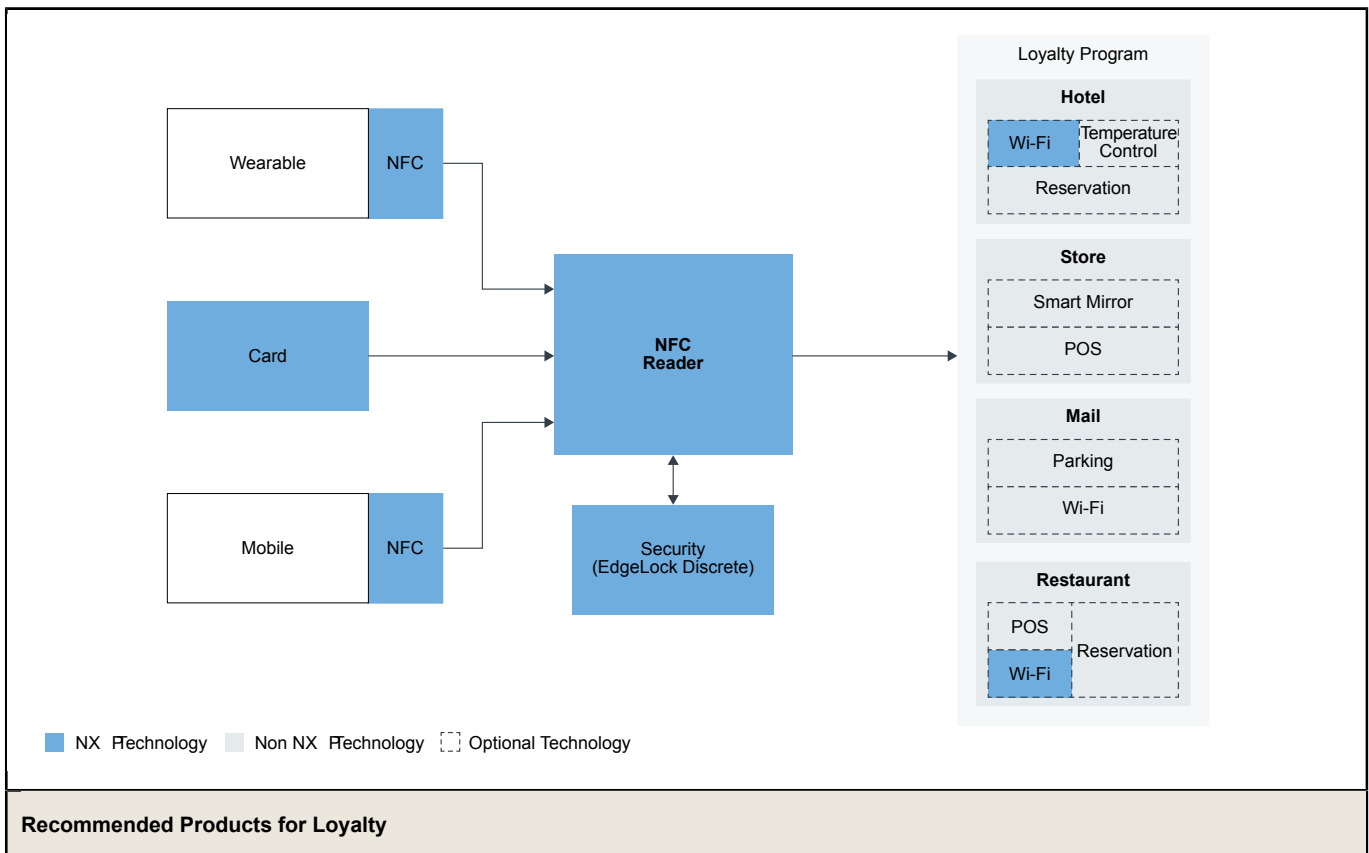 Loyalty Program
Hotel
Wi-Fi
Temperature
Control
Reservation
Store
Smart Mirror
POS
Mail
Parking
Wi-Fi
Restaurant
POS
Wi-Fi
Reservation
Wearable
NFC
Card
Mobile
NFC
NFC
Reader
Security
(EdgeLock Discrete)
NX PTechnology
Non NX PTechnology
Optional Technology
Recommended Products for Loyalty